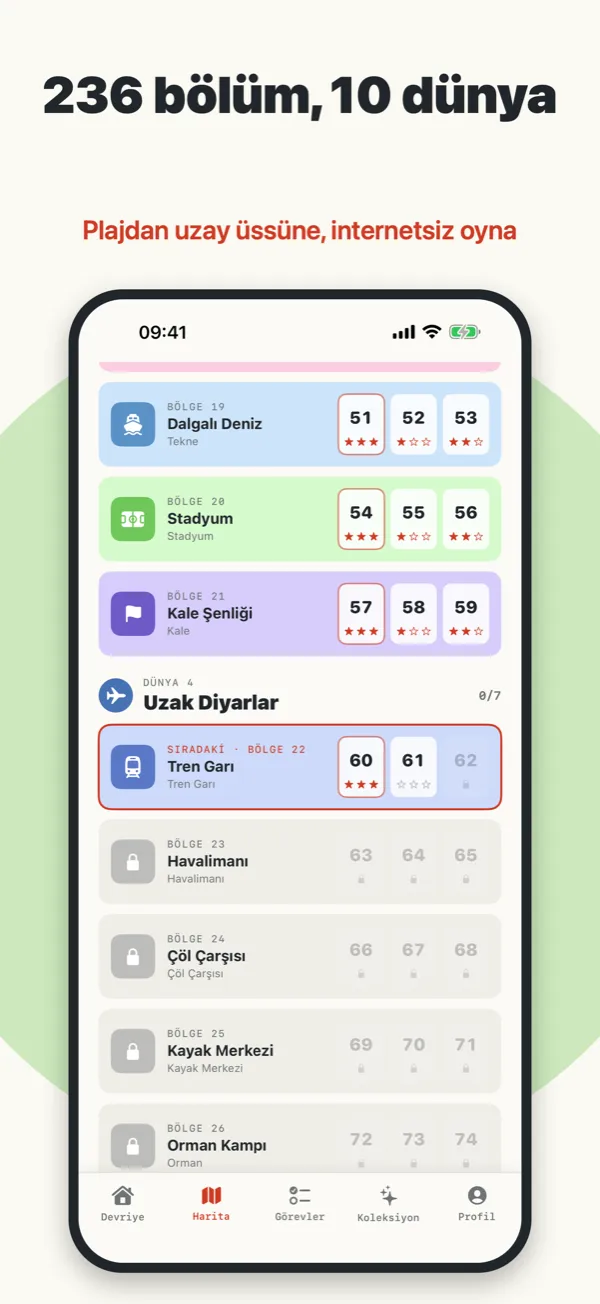 236 bölüm, 10 dünya
Plajdan uzay üssüne, internetsiz oyna
09:41
BÖLGE 19
Dalgalı Deniz
Tekne
51
52
53
BÖLGE 20
Stadyum
Stadyum
54
55
56
BÖLGE 21
Kale Şenliği
Kale
57
58
59
DÜNYA 4
Uzak Diyarlar
0/7
SIRADAKİ · BÖLGE 22
Tren Garı
Tren Garı
60
61
62
BÖLGE 23
Havalimanı
Havalimanı
63
64
65
BÖLGE 24
Çöl Çarşısı
Çöl Çarşısı
66
67
68
BÖLGE 25
Kayak Merkezi
Kayak Merkezi
69
70
71
BÖLGE 26
Orman Kampı
Orman
72
73
74
Devriye
Harita
Görevler
Koleksiyon
Profil